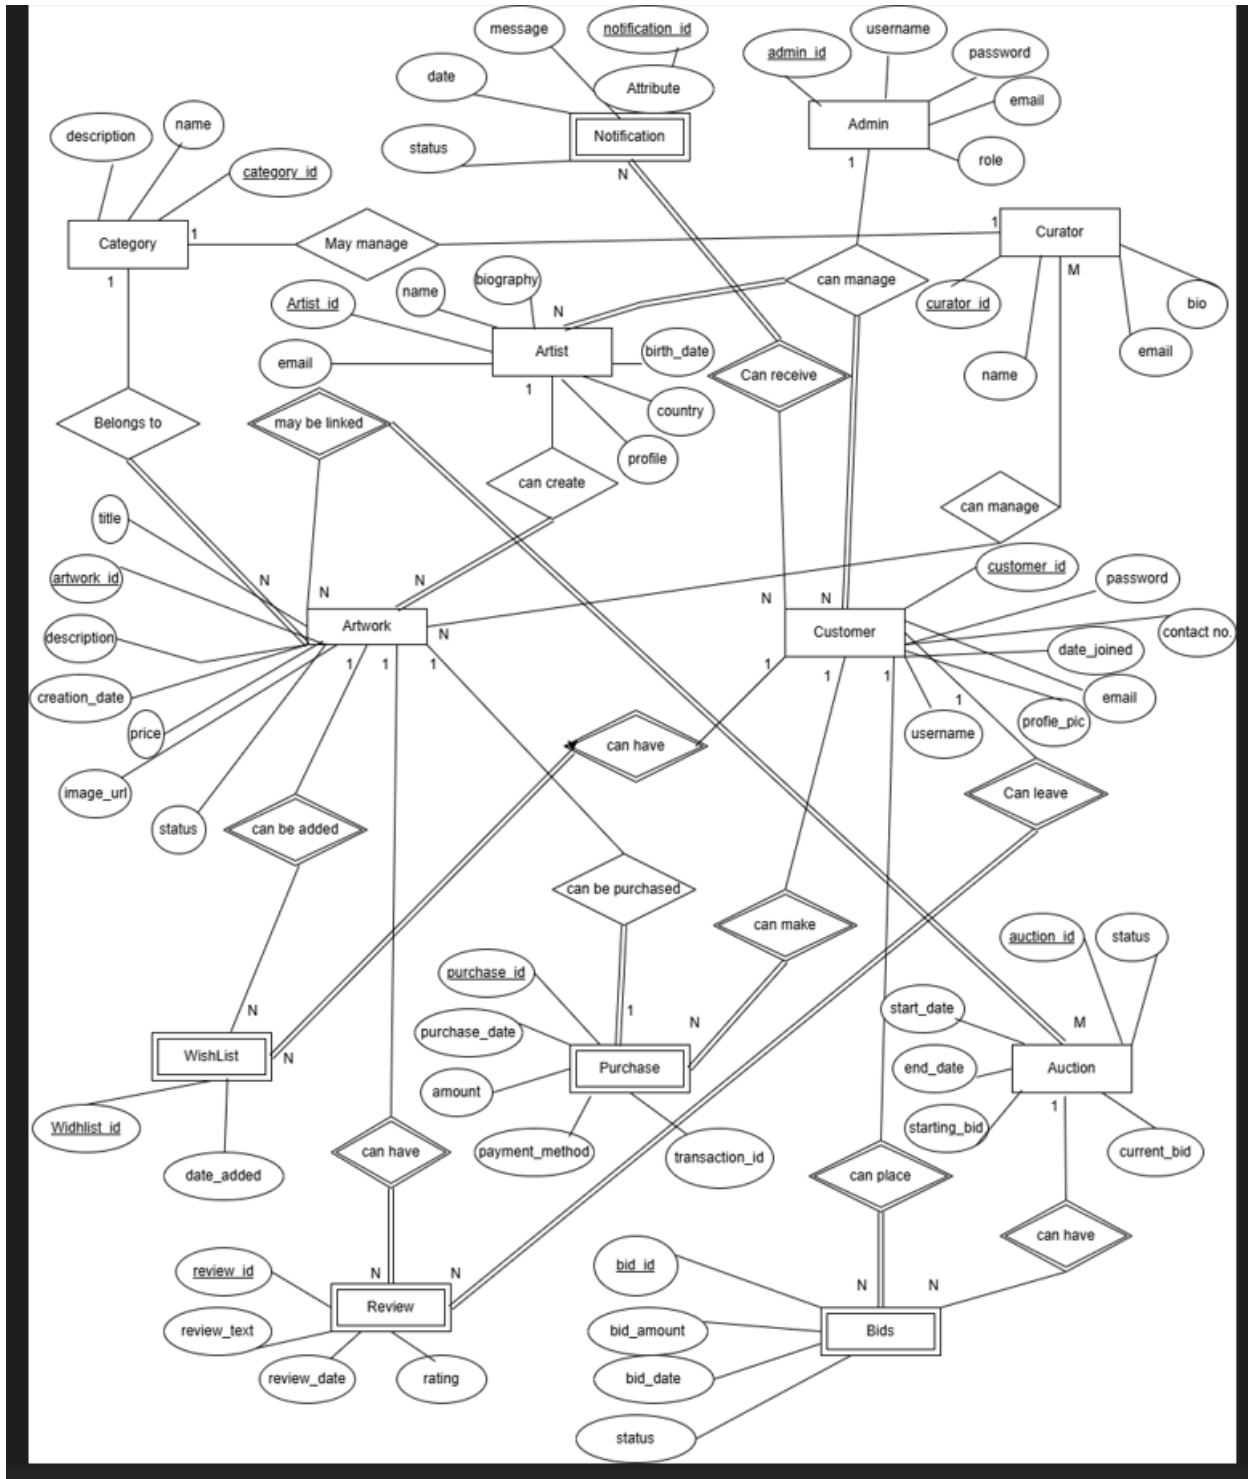 message
notification_id
username
admin_id
password
date
Attribute
email
description
name
Notification
Admin
status
role
category_id
N
1
Category
1
May manage
1
Curator
1
can manage
M
Artist_id
name
biography
curator_id
bio
N
email
Artist
birth_date
Can receive
name
email
1
country
Belongs to
may be linked
profile
can create
can manage
title
artwork_id
N
N
N
customer_id
password
N
N
Artwork
N
Customer
contact no.
description
date_joined
1
1
1
1
1
1
creation_date
1
email
price
can have
username
profie_pic
image_url
status
can be added
Can leave
can be purchased
can make
auction_id
status
purchase_id
N
1
N
start_date
M
purchase_date
WishList
N
Purchase
end_date
Auction
amount
1
Widhlist_id
starting_bid
can have
payment_method
transaction_id
current_bid
date_added
can place
can have
review_id
N
N
bid_id
N
N
Review
review_text
bid_amount
Bids
review_date
rating
bid_date
status